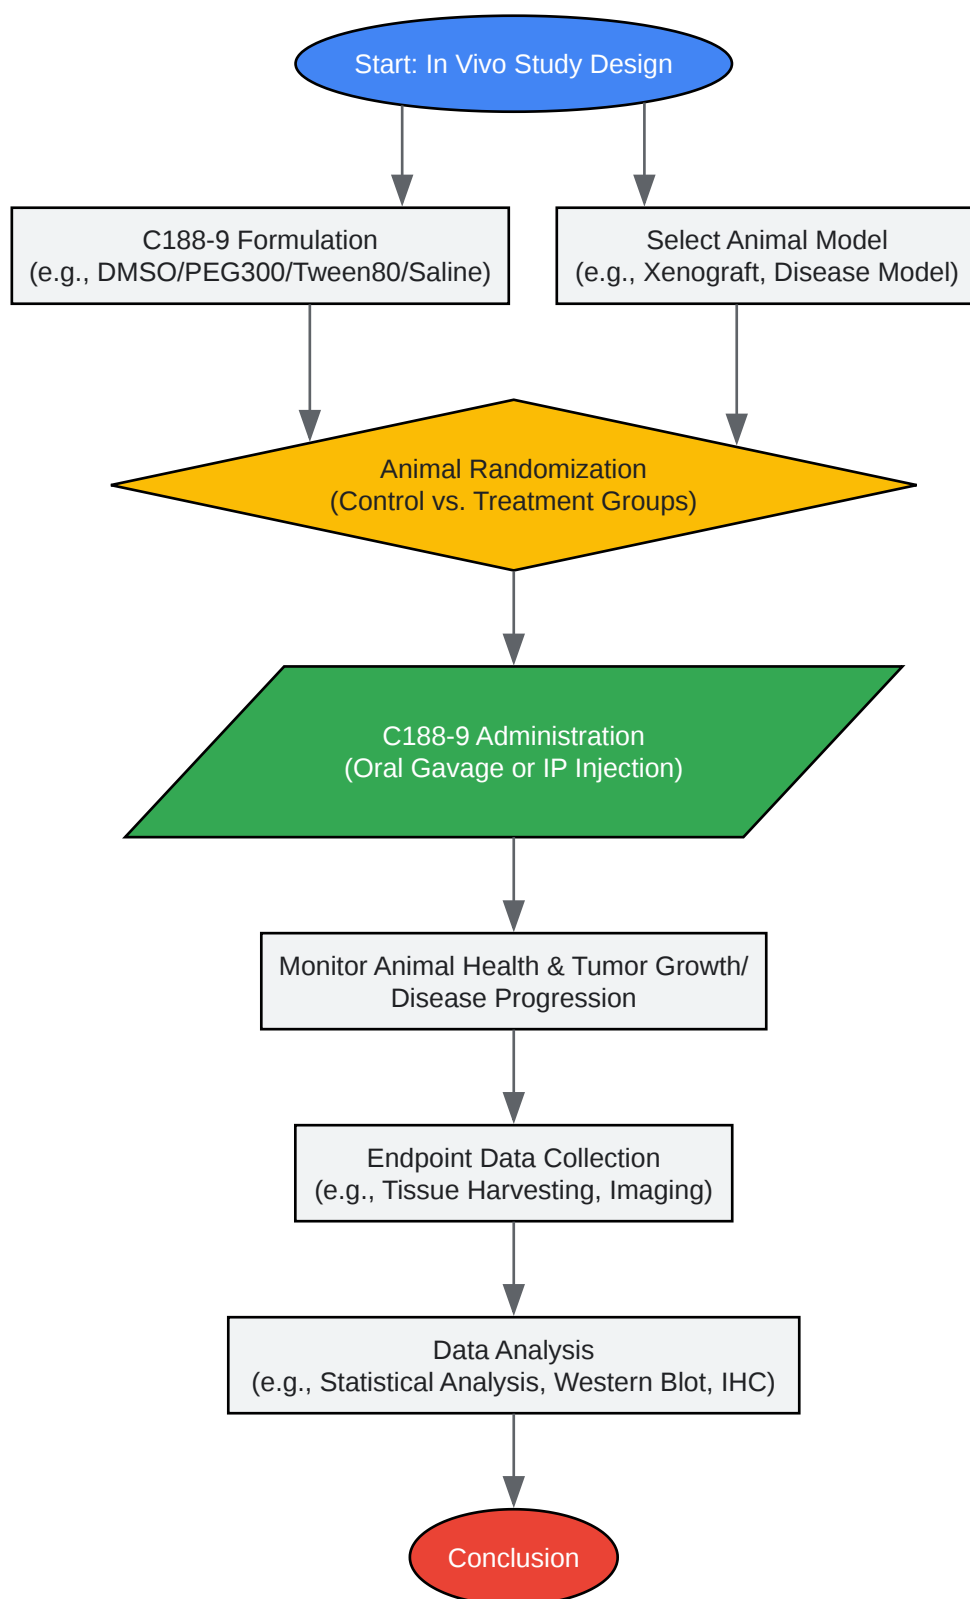 Start: In Vivo Study Design
C188-9 Formulation
(e.g., DMSO/PEG300/Tween80/Saline)
Select Animal Model
(e.g., Xenograft, Disease Model)
Animal Randomization
(Control vs. Treatment Groups)
C188-9 Administration
(Oral Gavage or IP Injection)
Monitor Animal Health & Tumor Growth/
Disease Progression
Endpoint Data Collection
(e.g., Tissue Harvesting, Imaging)
Data Analysis
(e.g., Statistical Analysis, Western Blot, IHC)
Conclusion